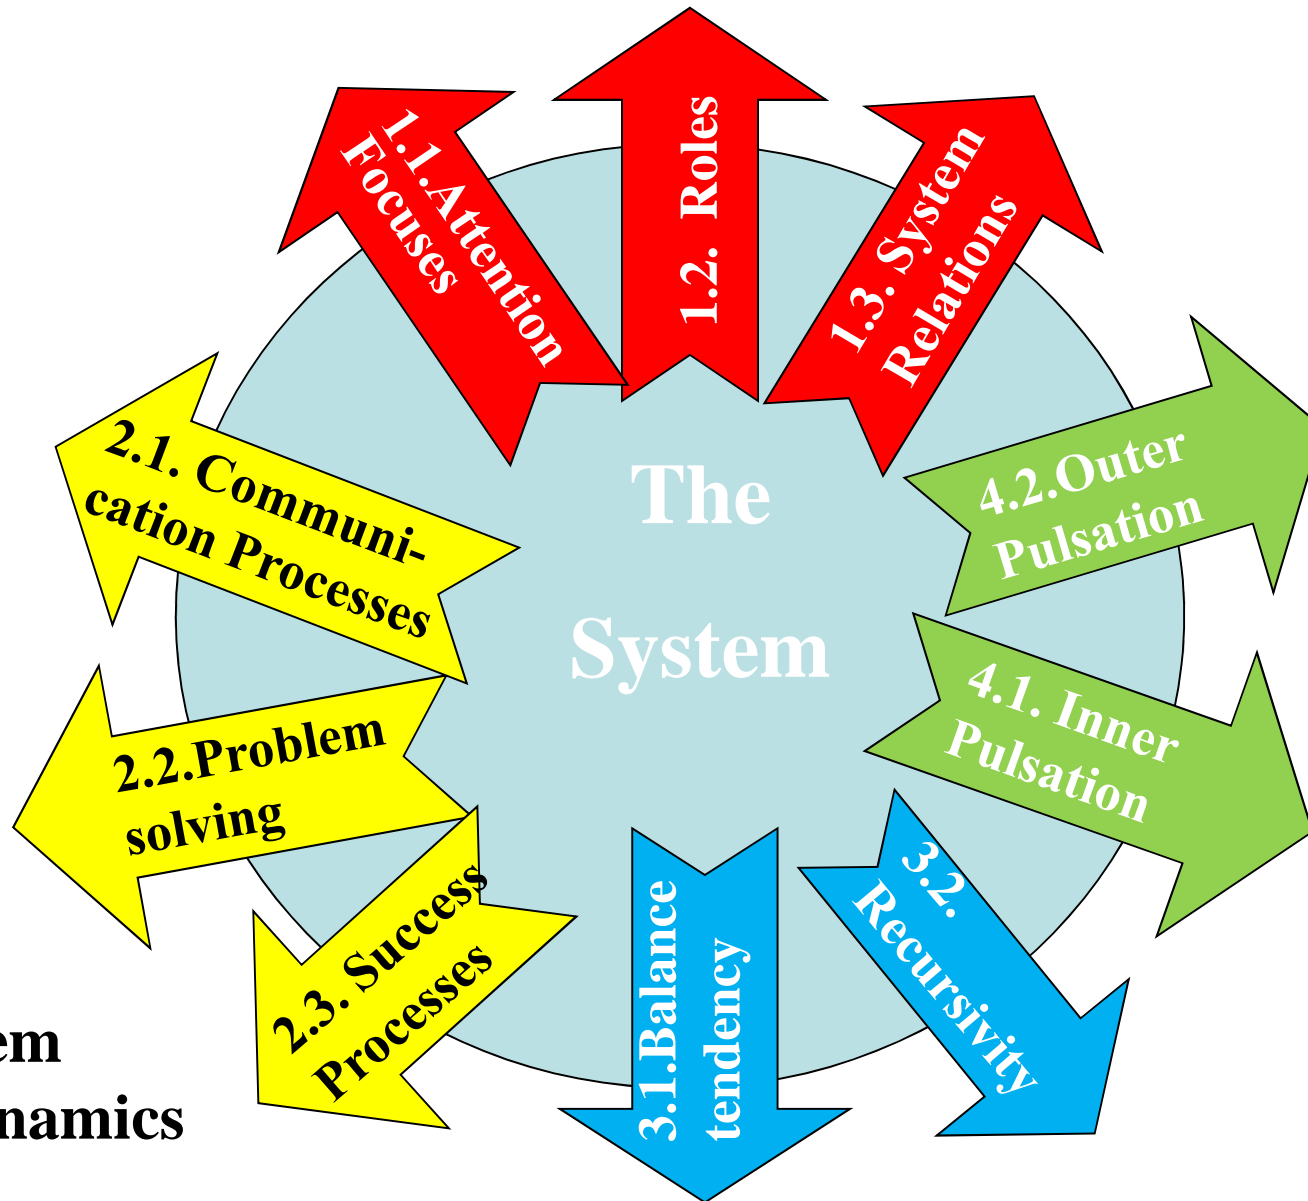 1.1.Attention
Focuses
1.2. Roles
1.3. System
Relations
4.2.Outer
Pulsation
4.1. Inner
Pulsation
3.2.
Recursivity
3.1.Balance
tendency
2.3. Success
Processes
2.2.Problem
solving
2.1. Communi-
cation Processes
The
System
em
namics